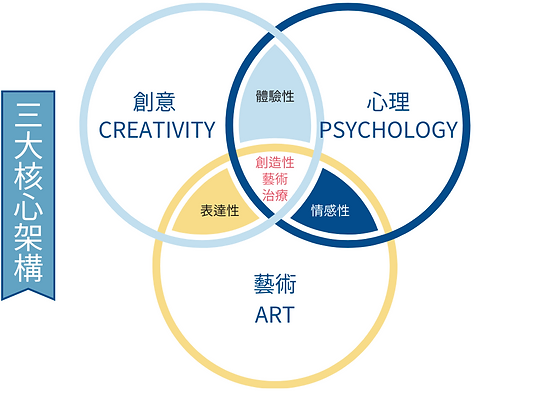 三大核心架構
創意
CREATIVITY
體驗性
心理
PSYCHOLOGY
創造性
藝術
治療
表達性
情感性
藝術
ART